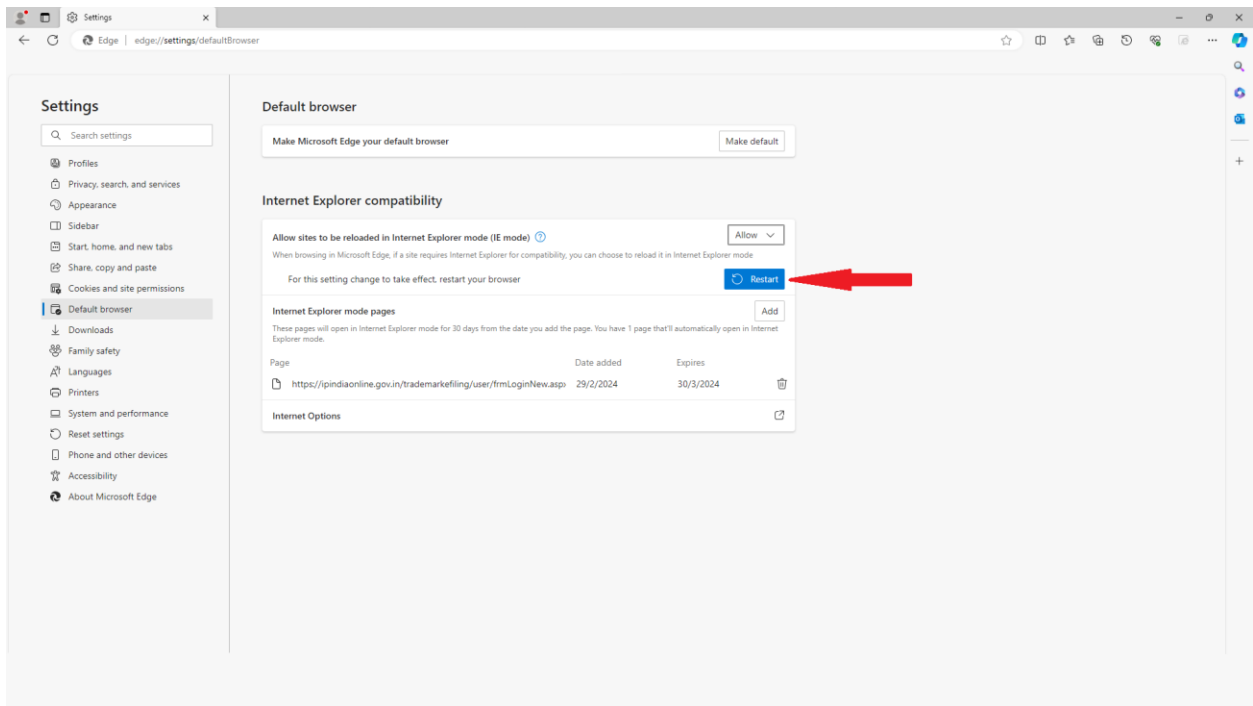 Settings
Edge | edge://settings/defaultBrowser
Settings
Search settings
Profiles
Privacy, search, and services
Appearance
Sidebar
Start, home, and new tabs
Share, copy and paste
Cookies and site permissions
Default browser
Downloads
Family safety
Languages
Printers
System and performance
Reset settings
Phone and other devices
Accessibility
About Microsoft Edge
Default browser
Make Microsoft Edge your default browser Make default
Internet Explorer compatibility
Allow sites to be reloaded in Internet Explorer mode (IE mode) Allow
When browsing in Microsoft Edge, if a site requires Internet Explorer for compatibility, you can choose to reload it in Internet Explorer mode
For this setting change to take effect, restart your browser Restart
Internet Explorer mode pages Add
These pages will open in Internet Explorer mode for 30 days from the date you add the page. You have 1 page that'll automatically open in Internet
Explorer mode.
Page Date added Expires
https://ipindiaonline.gov.in/trademarkefiling/user/frmLoginNew.asp 29/2/2024 30/3/2024
Internet Options